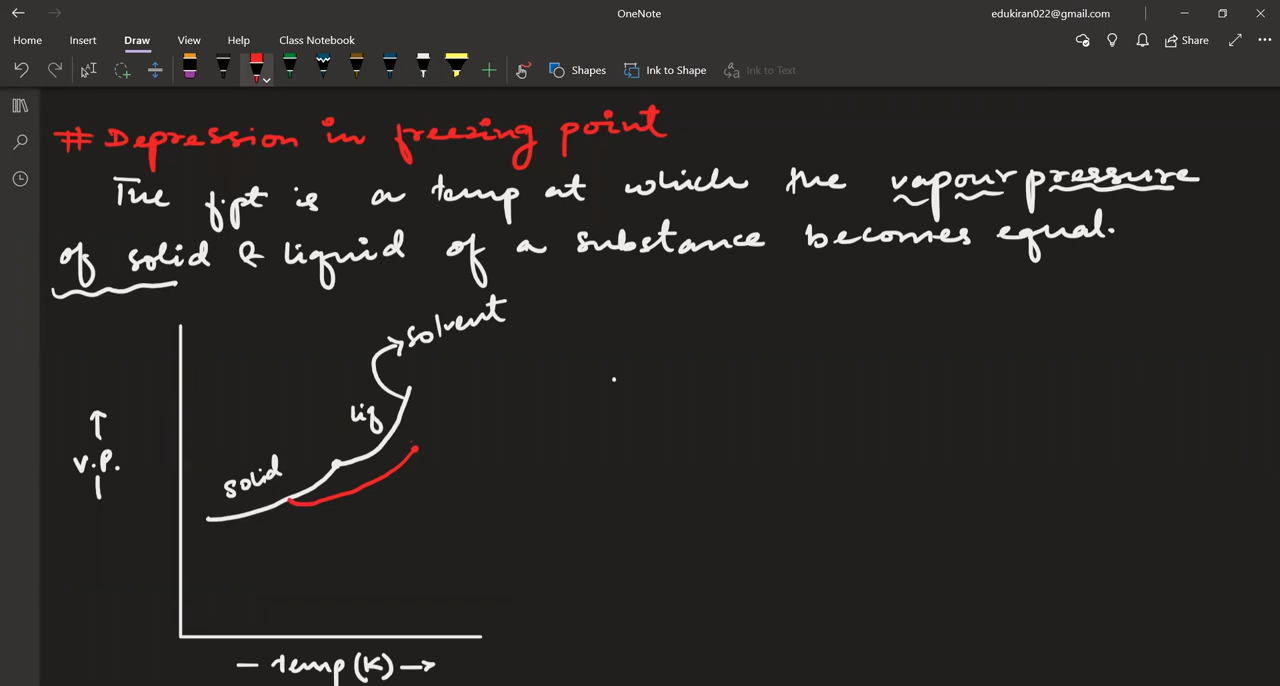 OneNote
edukiran022@gmail.com
Home Insert Draw View Help Class Notebook
Share
Shapes Ink to Shape Ink to Text
# Depression in freezing point
The f.pt is a temp at which the vapour pressure
of solid & liquid of a substance becomes equal.
solvent
liq
solid
V.P.
temp (K)